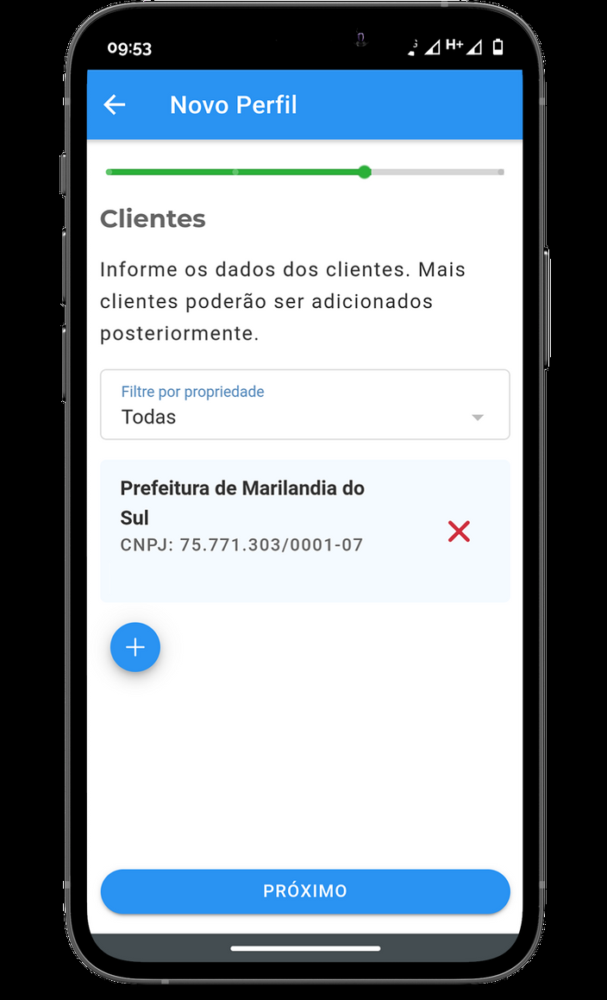 09:53
H+
Novo Perfil
Clientes
Informe os dados dos clientes. Mais
clientes poderão ser adicionados
posteriormente.
Filtre por propriedade
Todas
Prefeitura de Marilandia do
Sul
CNPJ: 75.771.303/0001-07
PRÓXIMO